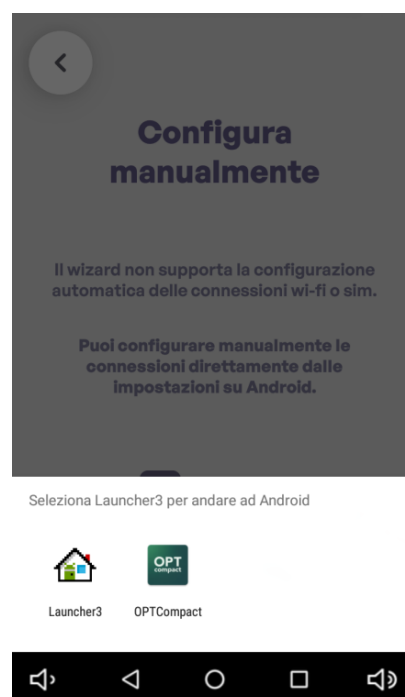 Configura
manualmente
Il wizard non supporta la configurazione
automatica delle connessioni wi-fi o sim.
Puoi configurare manualmente le
connessioni direttamente dalle
impostazioni su Android.
Seleziona Launcher3 per andare ad Android
OPT
compact
Launcher3
OPTCompact